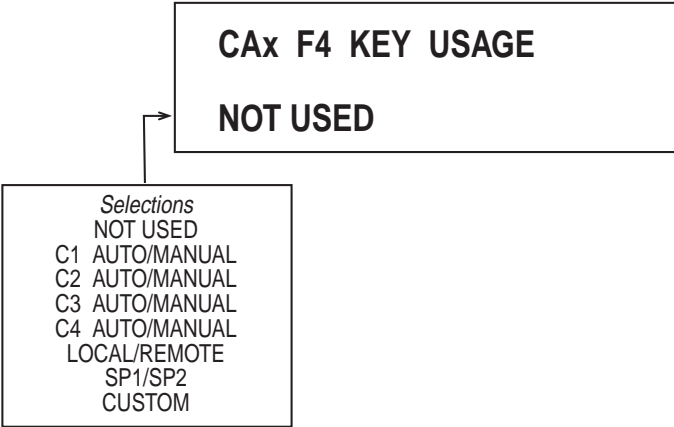 CAx F4 KEY USAGE
NOT USED
Selections
NOT USED
C1 AUTO/MANUAL
C2 AUTO/MANUAL
C3 AUTO/MANUAL
C4 AUTO/MANUAL
LOCAL/REMOTE
SP1/SP2
CUSTOM